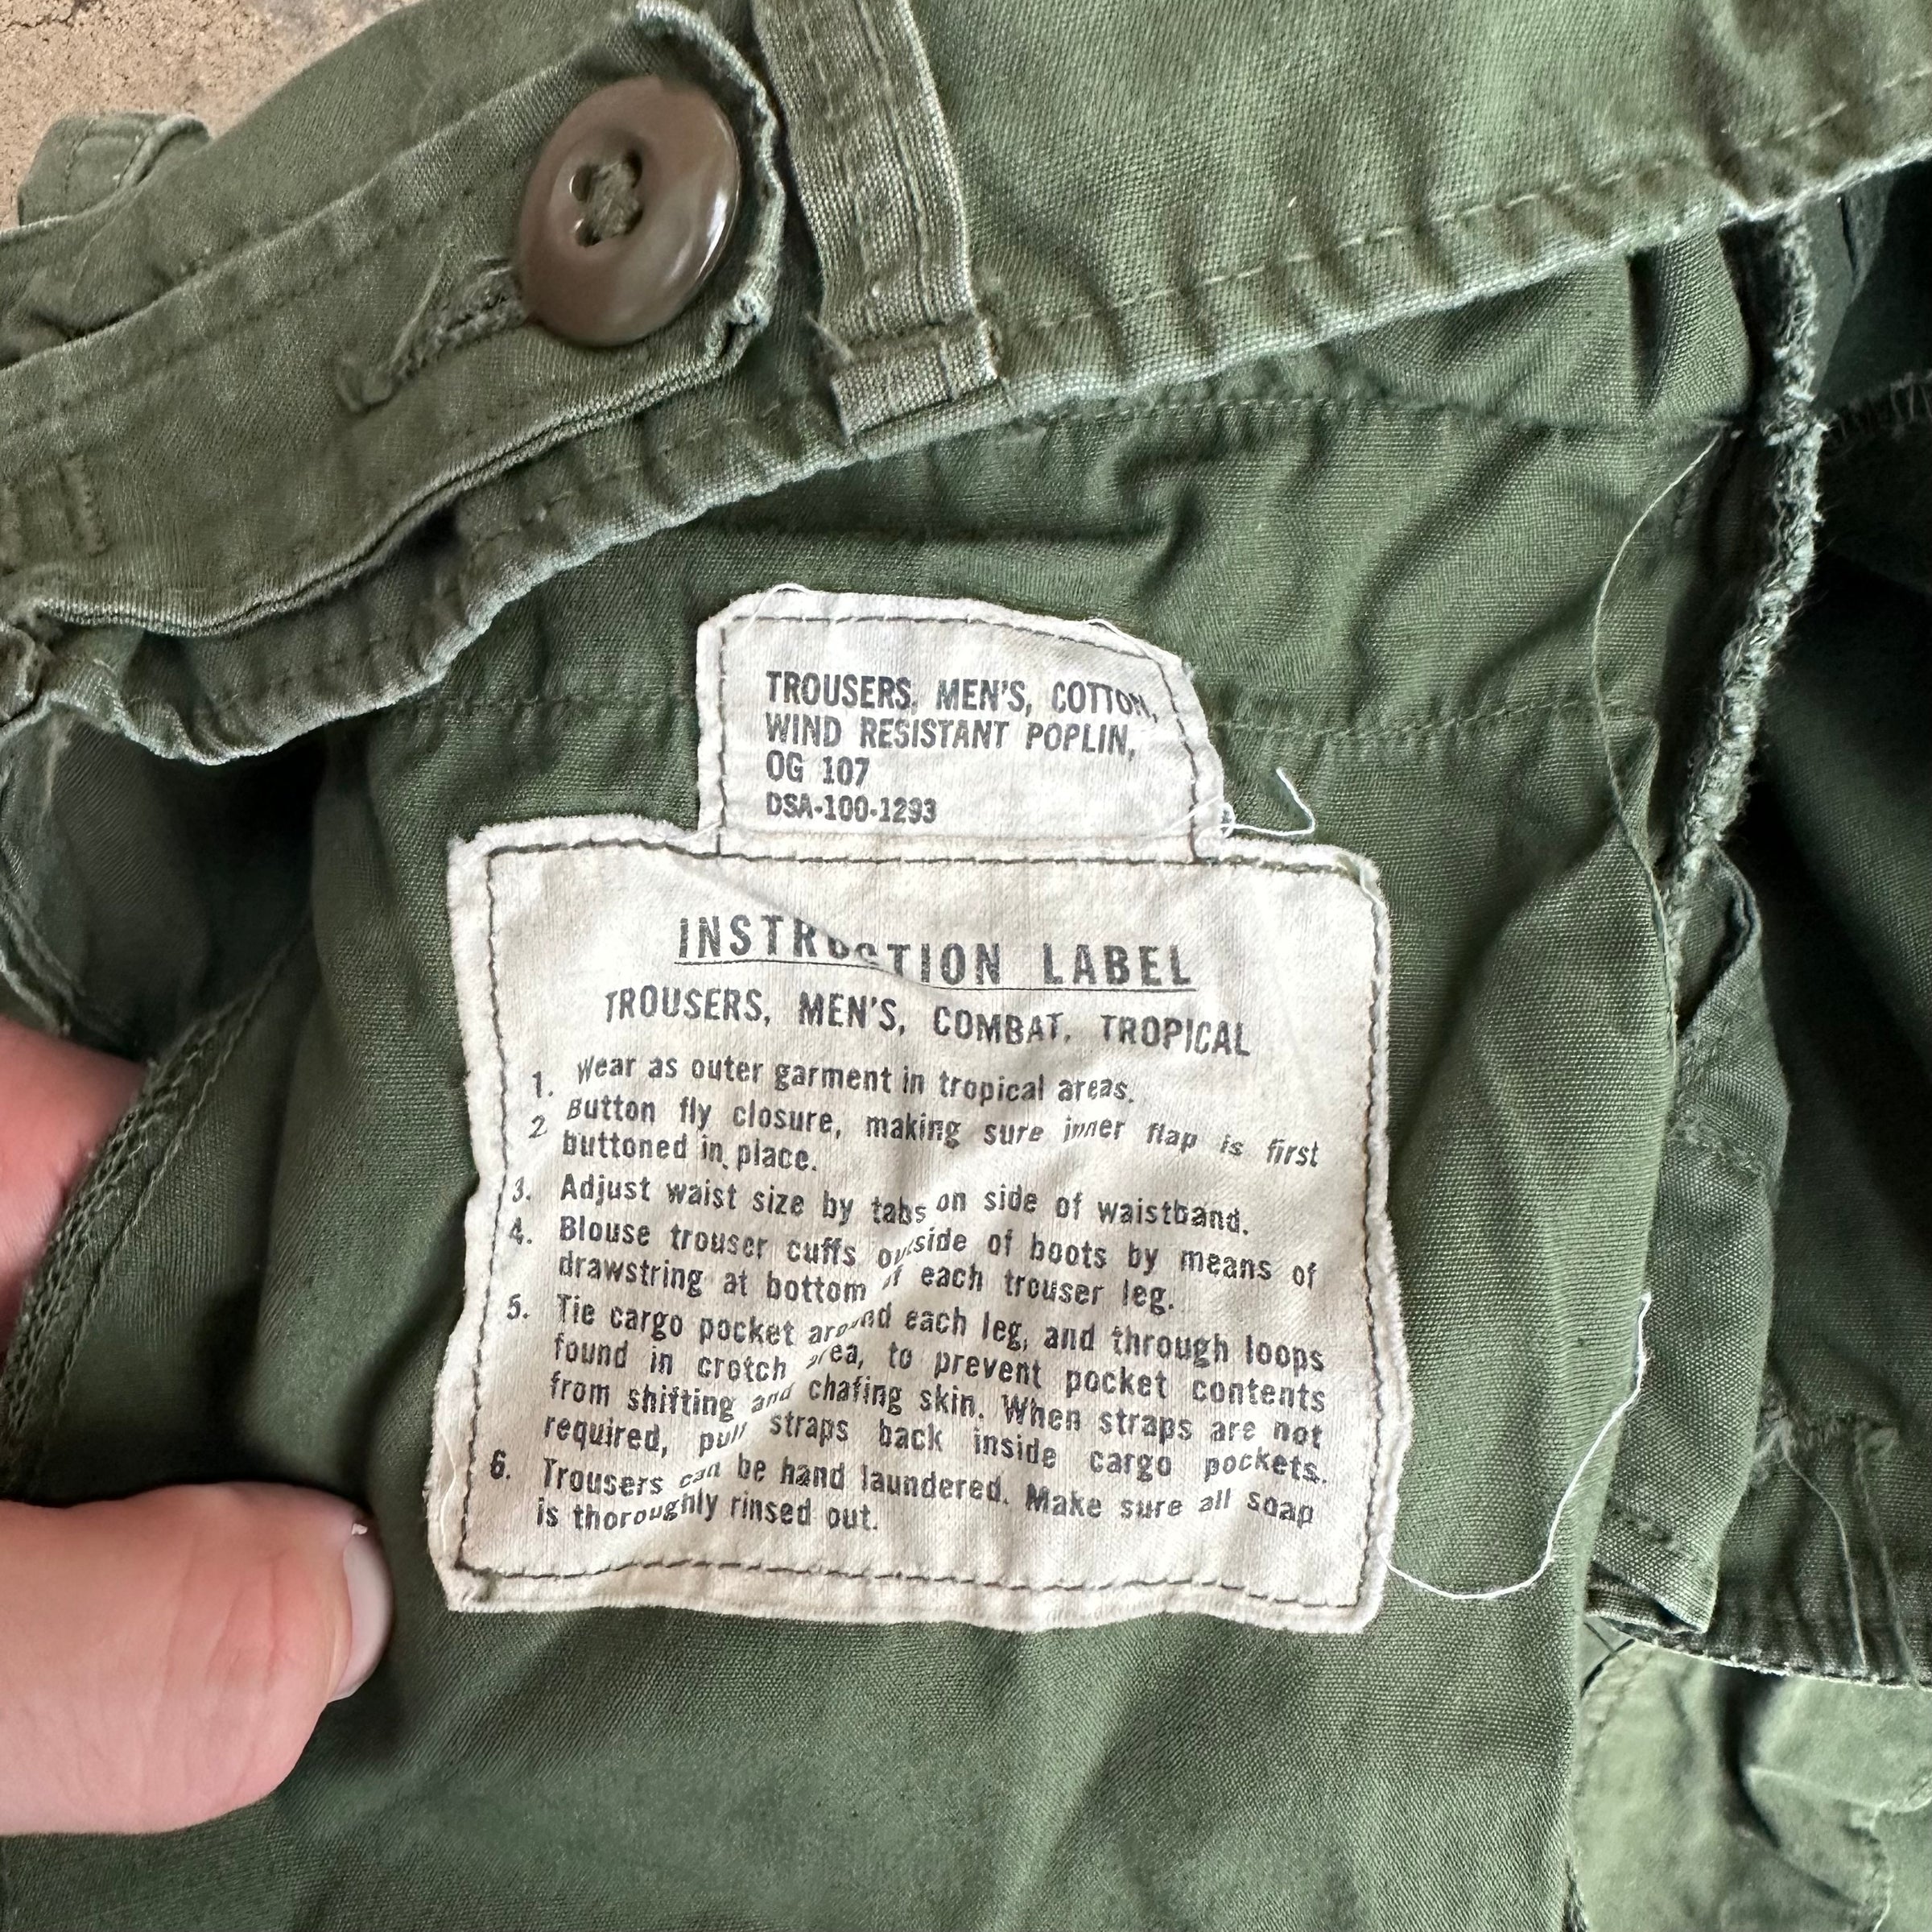 TROUSERS, MEN'S, COTTON,
WIND RESISTANT POPLIN,
OG 107
DSA-100-1293
INSTRUCTION LABEL
TROUSERS, MEN'S, COMBAT, TROPICAL
1. Wear as outer garment in tropical areas.
2 Button fly closure, making sure inner flap is first
buttoned in place.
3. Adjust waist size by tabs on side of waistband.
4. Blouse trouser cuffs outside of boots by means of
drawstring at bottom of each trouser leg.
5. Tie cargo pocket around each leg, and through loops
found in crotch area, to prevent pocket contents
from shifting and chafing skin. When straps are not
required, pull straps back inside cargo pockets.
6. Trousers can be hand laundered. Make sure all soap
is thoroughly rinsed out.